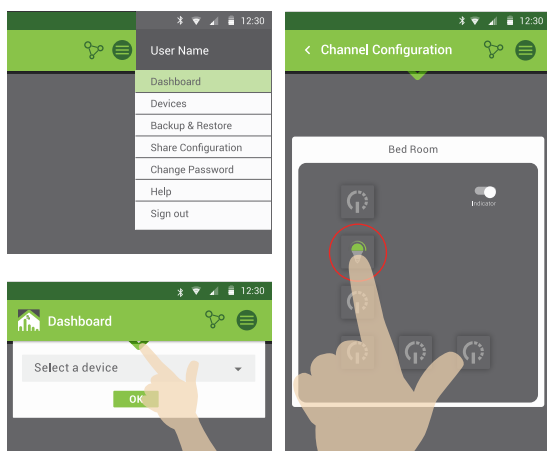 12:30
User Name
Dashboard
Devices
Backup & Restore
Share Configuration
Change Password
Help
Sign out
12:30
Dashboard
Select a device
OK
12:30
Channel Configuration
Bed Room
Indicator